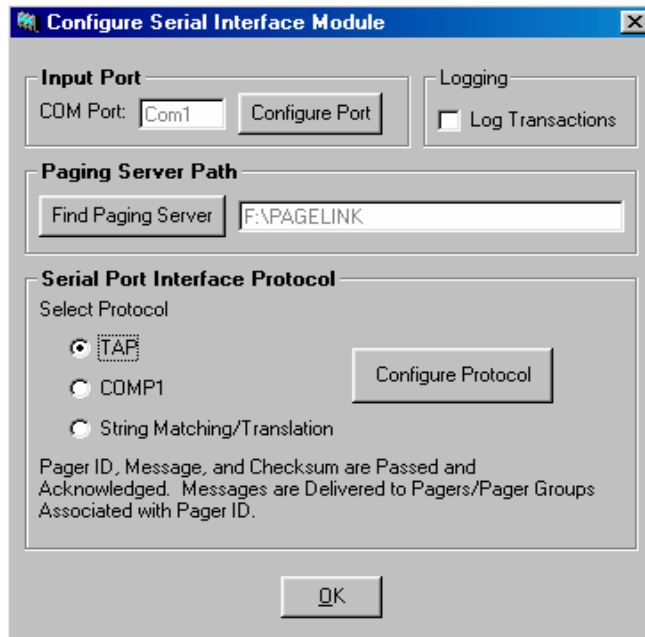 Configure Serial Interface Module
Input Port
COM Port: Com1 Configure Port
Logging
Log Transactions
Paging Server Path
Find Paging Server F:\PAGELINK
Serial Port Interface Protocol
Select Protocol
TAP
COMP1
String Matching/Translation
Configure Protocol
Pager ID, Message, and Checksum are Passed and
Acknowledged. Messages are Delivered to Pagers/Pager Groups
Associated with Pager ID.
OK